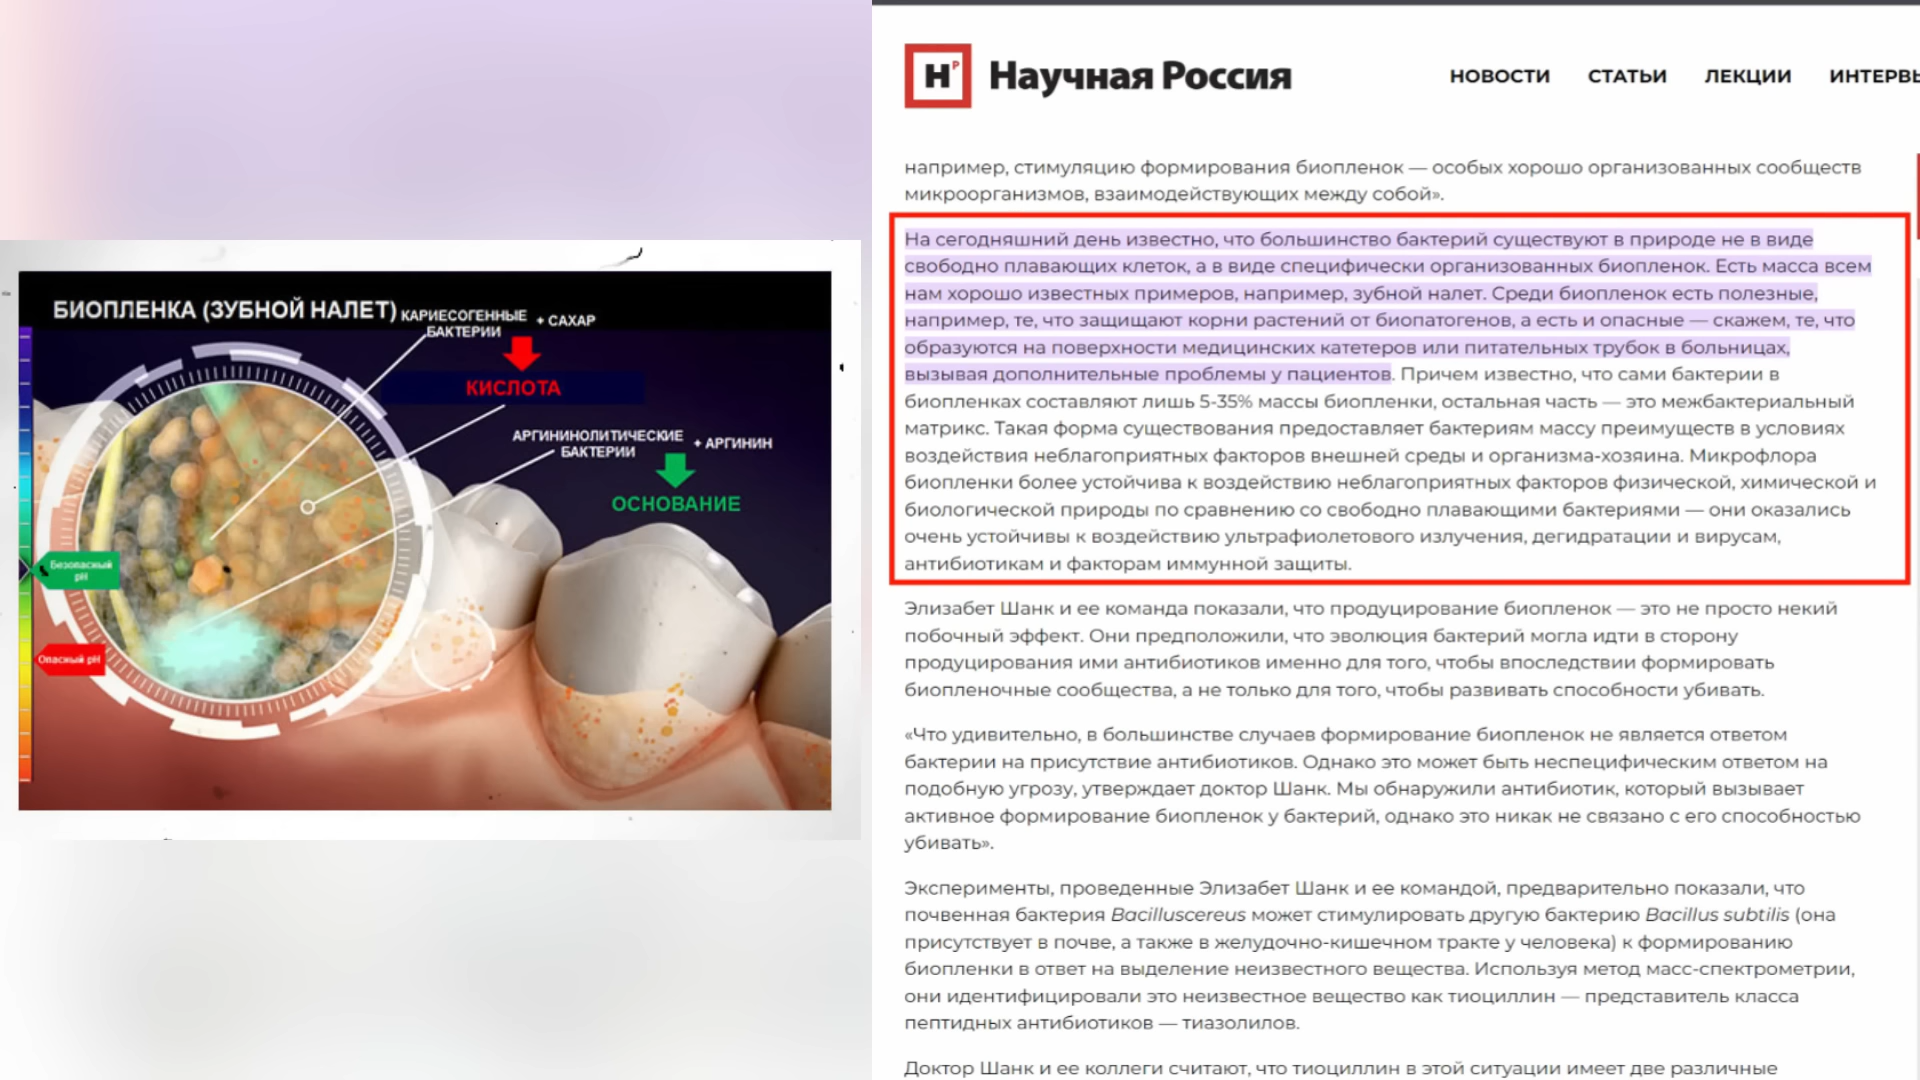 БИОПЛЕНКА (ЗУБНОЙ НАЛЕТ)
КАРИЕСОГЕННЫЕ
БАКТЕРИИ
+ САХАР
КИСЛОТА
АРГИНИНОЛИТИЧЕСКИЕ
БАКТЕРИИ
+ АРГИНИН
ОСНОВАНИЕ
Безопасный
pH
Опасный pH
Нр
Научная Россия
НОВОСТИ СТАТЬИ ЛЕКЦИИ ИНТЕРВЬ
например, стимуляцию формирования биопленок — особых хорошо организованных сообществ
микроорганизмов, взаимодействующих между собой».
На сегодняшний день известно, что большинство бактерий существуют в природе не в виде
свободно плавающих клеток, а в виде специфически организованных биопленок. Есть масса всем
нам хорошо известных примеров, например, зубной налет. Среди биопленок есть полезные,
например, те, что защищают корни растений от биопатогенов, а есть и опасные — скажем, те, что
образуются на поверхности медицинских катетеров или питательных трубок в больницах,
вызывая дополнительные проблемы у пациентов. Причем известно, что сами бактерии в
биопленках составляют лишь 5-35% массы биопленки, остальная часть — это межбактериальный
матрикс. Такая форма существования предоставляет бактериям массу преимуществ в условиях
воздействия неблагоприятных факторов внешней среды и организма-хозяина. Микрофлора
биопленки более устойчива к воздействию неблагоприятных факторов физической, химической и
биологической природы по сравнению со свободно плавающими бактериями — они оказались
очень устойчивы к воздействию ультрафиолетового излучения, дегидратации и вирусам,
антибиотикам и факторам иммунной защиты.
Элизабет Шанк и ее команда показали, что продуцирование биопленок — это не просто некий
побочный эффект. Они предположили, что эволюция бактерий могла идти в сторону
продуцирования ими антибиотиков именно для того, чтобы впоследствии формировать
биопленочные сообщества, а не только для того, чтобы развивать способности убивать.
«Что удивительно, в большинстве случаев формирование биопленок не является ответом
бактерии на присутствие антибиотиков. Однако это может быть неспецифическим ответом на
подобную угрозу, утверждает доктор Шанк. Мы обнаружили антибиотик, который вызывает
активное формирование биопленок у бактерий, однако это никак не связано с его способностью
убивать».
Эксперименты, проведенные Элизабет Шанк и ее командой, предварительно показали, что
почвенная бактерия Bacilluscereus может стимулировать другую бактерию Bacillus subtilis (она
присутствует в почве, а также в желудочно-кишечном тракте у человека) к формированию
биопленки в ответ на выделение неизвестного вещества. Используя метод масс-спектрометрии,
они идентифицировали это неизвестное вещество как тиоциллин — представитель класса
пептидных антибиотиков — тиазолилов.
Доктор Шанк и ее коллеги считают, что тиоциллин в этой ситуации имеет две различные